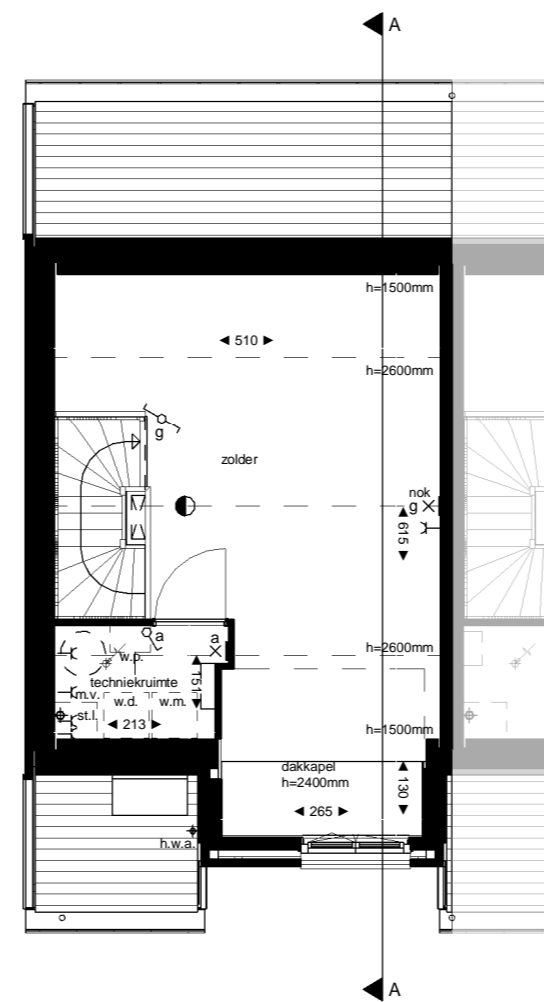 A
h=1500mm
510
h=2600mm
g
zolder
nok
g
615
a
a
h=2600mm
w.p.
techniekruimte
151
m.v.
w.d.
w.m.
st.l.
213
h=1500mm
dakkapel
h=2400mm
130
265
h.w.a.
A